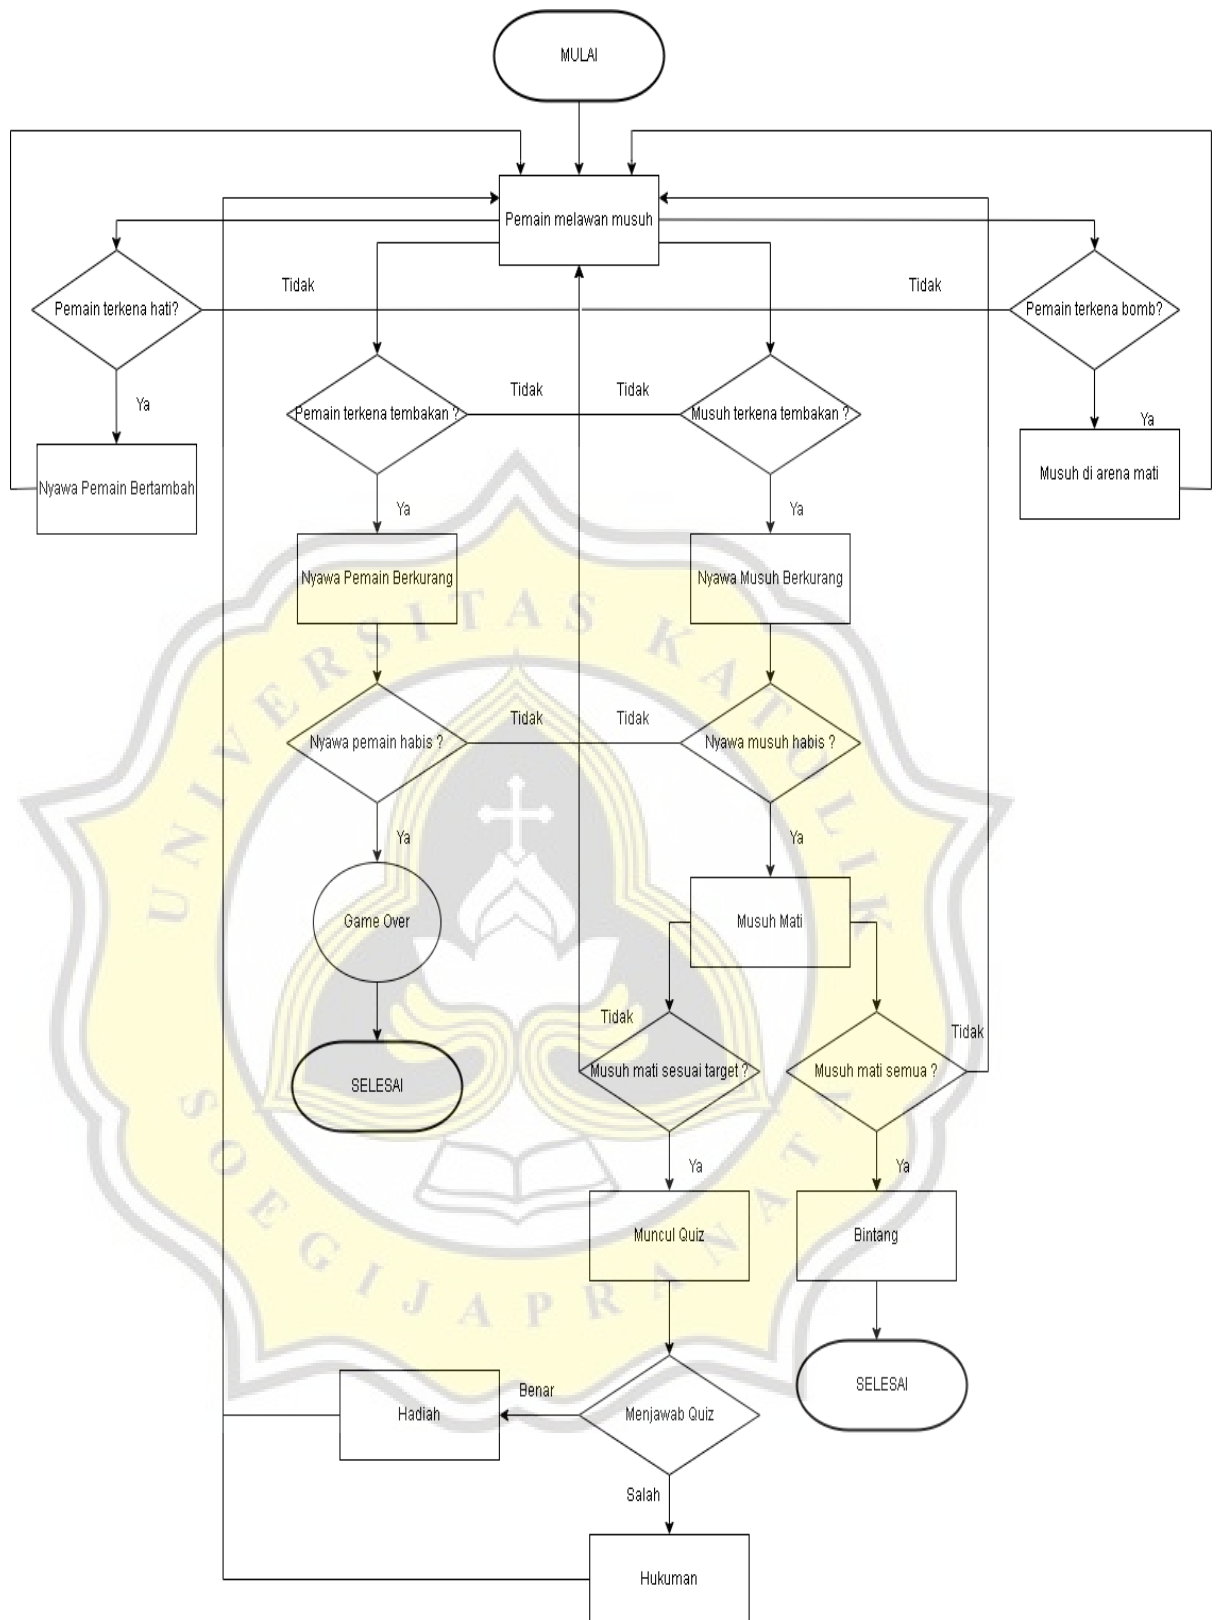 MULAI
Pemain melawan musuh
Tidak
Tidak
Pemain terkena hati?
Pemain terkena bomb?
Ya
Tidak
Tidak
Pemain terkena tembakan ?
Musuh terkena tembakan ?
Ya
Nyawa Pemain Bertambah
Musuh di arena mati
Ya
Ya
Nyawa Pemain Berkurang
Nyawa Musuh Berkurang
Tidak
Tidak
Nyawa pemain habis ?
Nyawa musuh habis ?
Ya
Ya
Game Over
Musuh Mati
Tidak
Tidak
Musuh mati sesuai target ?
Musuh mati semua ?
SELESAI
Ya
Ya
Muncul Quiz
Bintang
SELESAI
Benar
Hadiah
Menjawab Quiz
Salah
Hukuman
UNIVERSITAS KATOLIK
SOEGIJAPRANATA